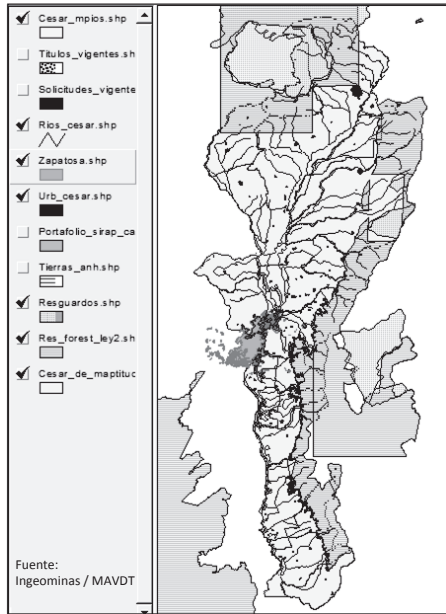 Cesar_mpios.shp
Titulos_vigentes.sh
Solicitudes_vigente
Rios_cesar.shp
Zapatosa.shp
Urb_cesar.shp
Portafolio_sirap_ca
Tierras_anh.shp
Resguardos.shp
Res_forest_ley2.sh
Cesar_de_maptituc
Fuente:
Ingeominas / MAVDT